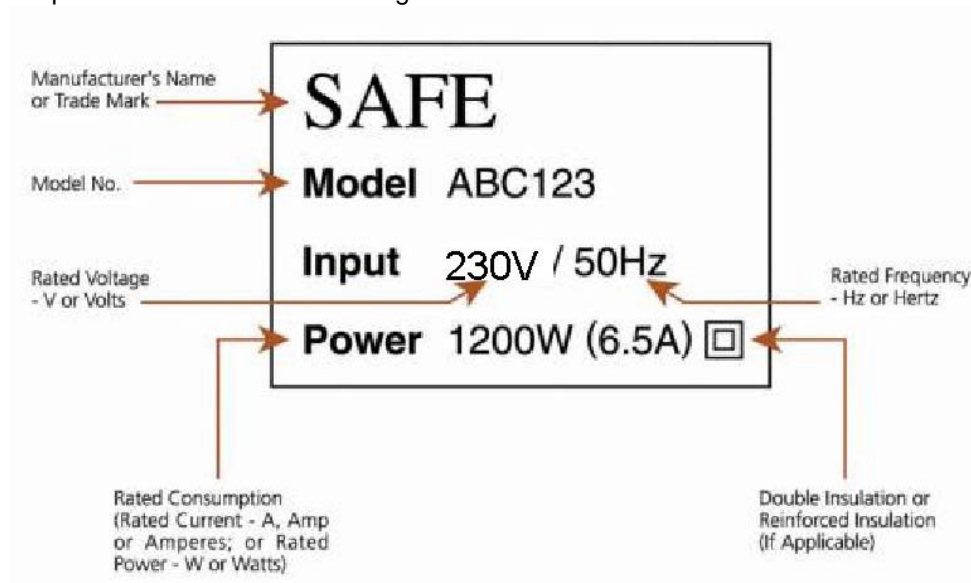 Manufacturer's Name
or Trade Mark
SAFE
Model No.
Model ABC123
Rated Voltage
- V or Volts
Input 230V / 50Hz
Rated Frequency
- Hz or Hertz
Power 1200W (6.5A)
Rated Consumption
(Rated Current - A, Amp
or Amperes; or Rated
Power - W or Watts)
Double Insulation or
Reinforced Insulation
(If Applicable)